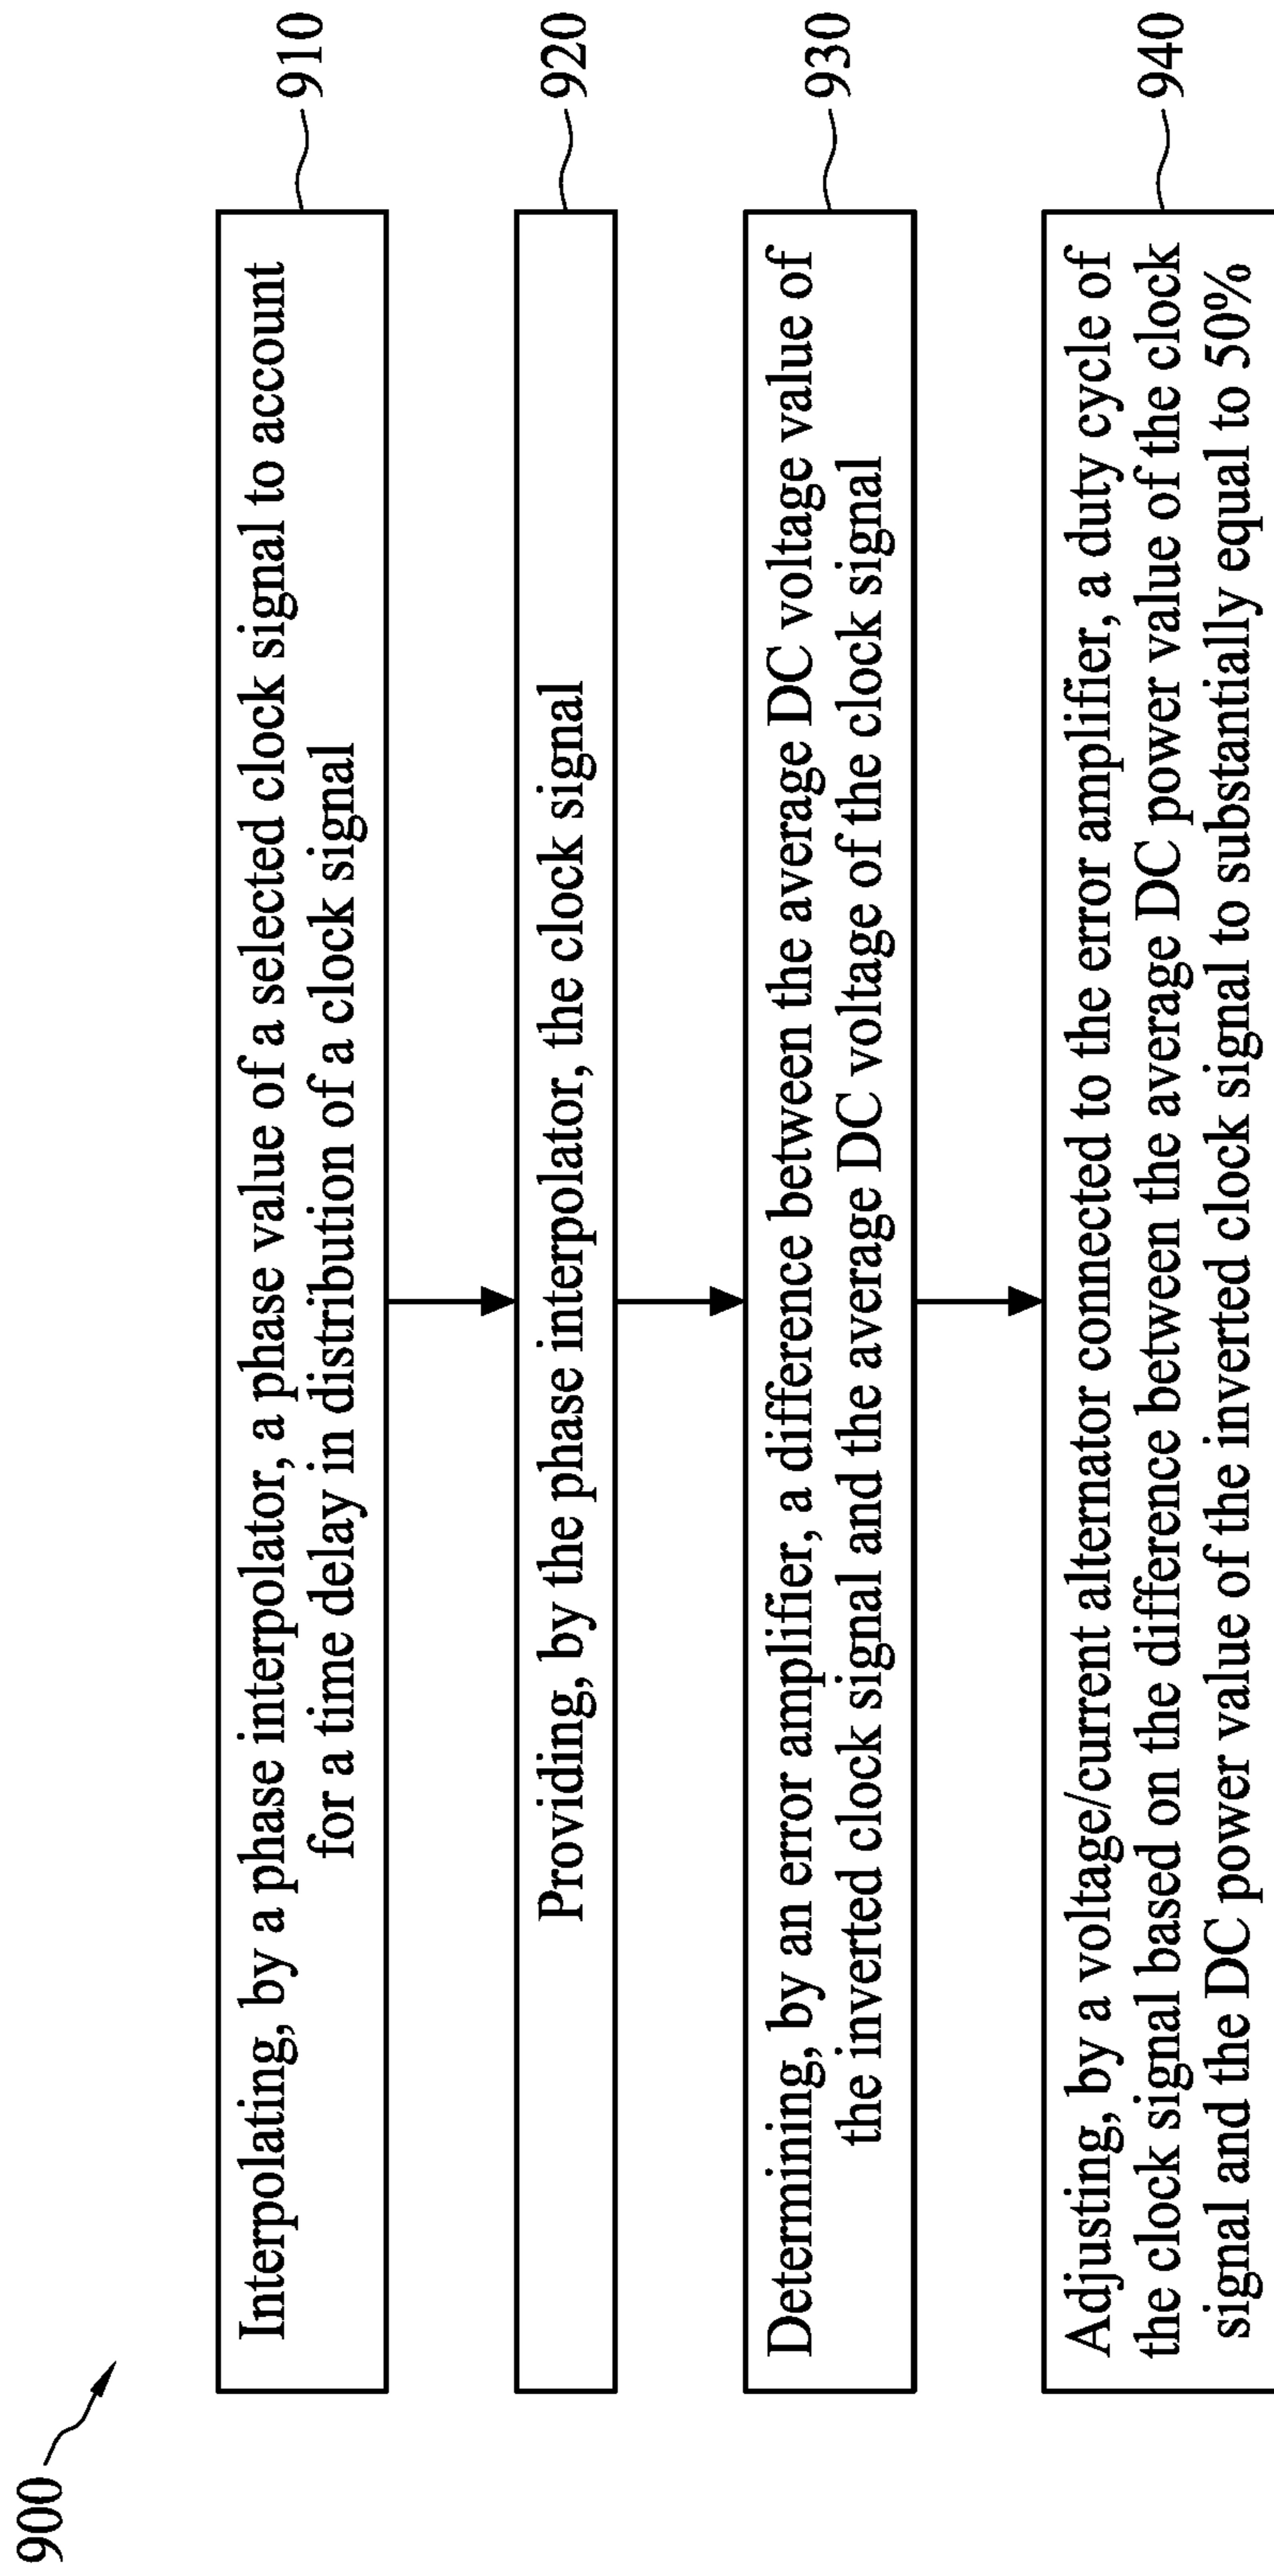 900
Interpolating, by a phase interpolator, a phase value of a selected clock signal to account
for a time delay in distribution of a clock signal
910
Providing, by the phase interpolator, the clock signal
920
Determining, by an error amplifier, a difference between the average DC voltage value of
the inverted clock signal and the average DC voltage of the clock signal
930
Adjusting, by a voltage/current alternator connected to the error amplifier, a duty cycle of
the clock signal based on the difference between the average DC power value of the clock
signal and the DC power value of the inverted clock signal to substantially equal to 50%
940